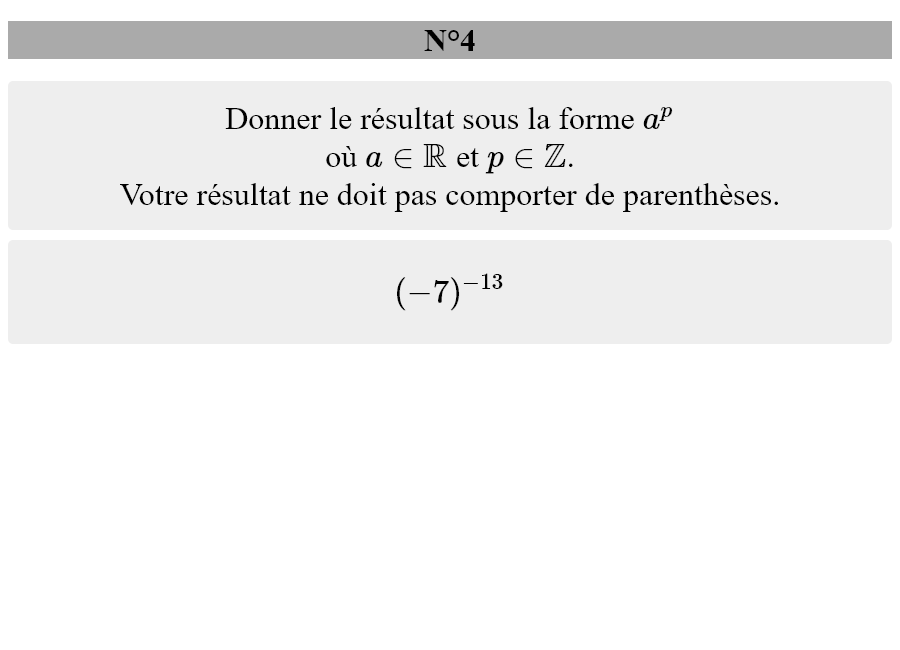 N°4
Donner le résultat sous la forme $a^p$
où $a \in \mathbb{R}$ et $p \in \mathbb{Z}$.
Votre résultat ne doit pas comporter de parenthèses.
$(-7)^{-13}$